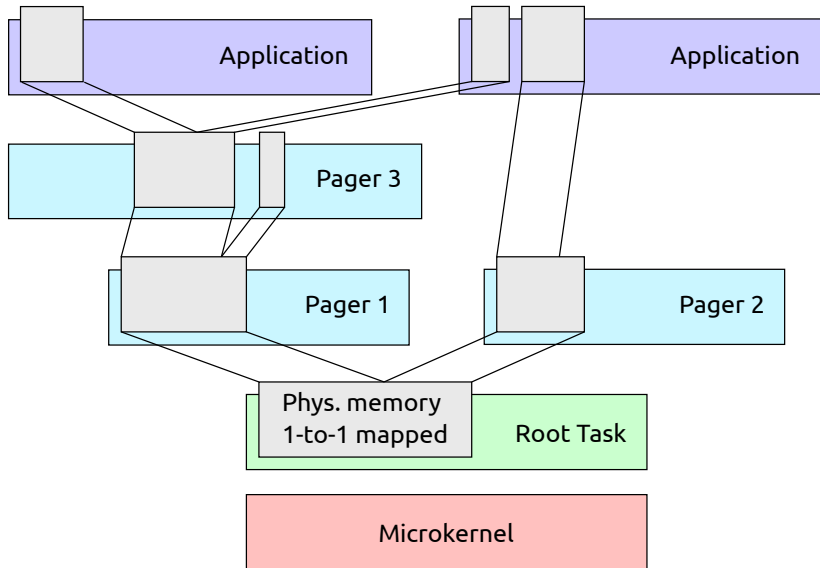 Application
Application
Pager 3
Pager 1
Pager 2
Phys. memory
1-to-1 mapped
Root Task
Microkernel